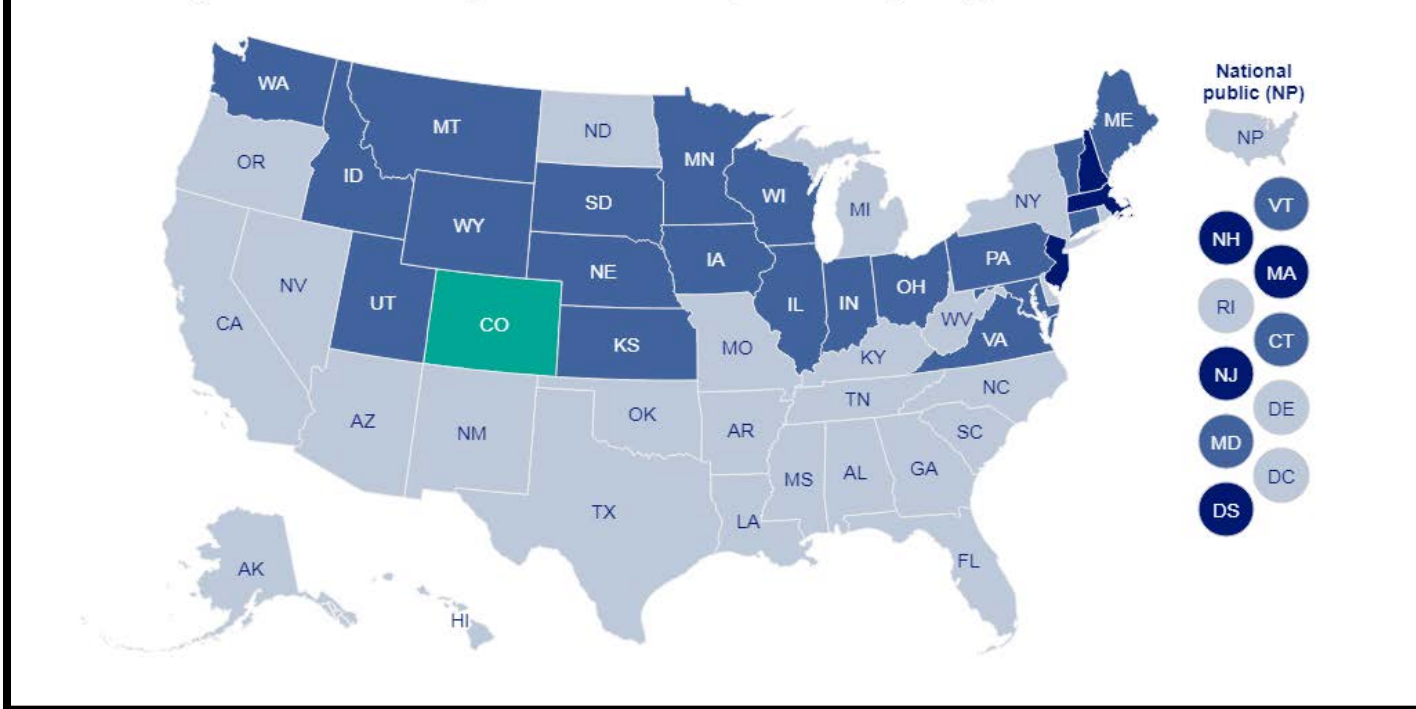 National
public (NP)
NP
WA
MT
ND
MN
ME
OR
ID
SD
WI
MI
NY
WY
VT
NH
MA
NE
IA
PA
NV
UT
CO
KS
IL
IN
OH
WV
VA
RI
CT
CA
MO
KY
NJ
AZ
NM
OK
AR
TN
NC
SC
DE
MD
DC
TX
LA
MS
AL
GA
DS
AK
HI
FL